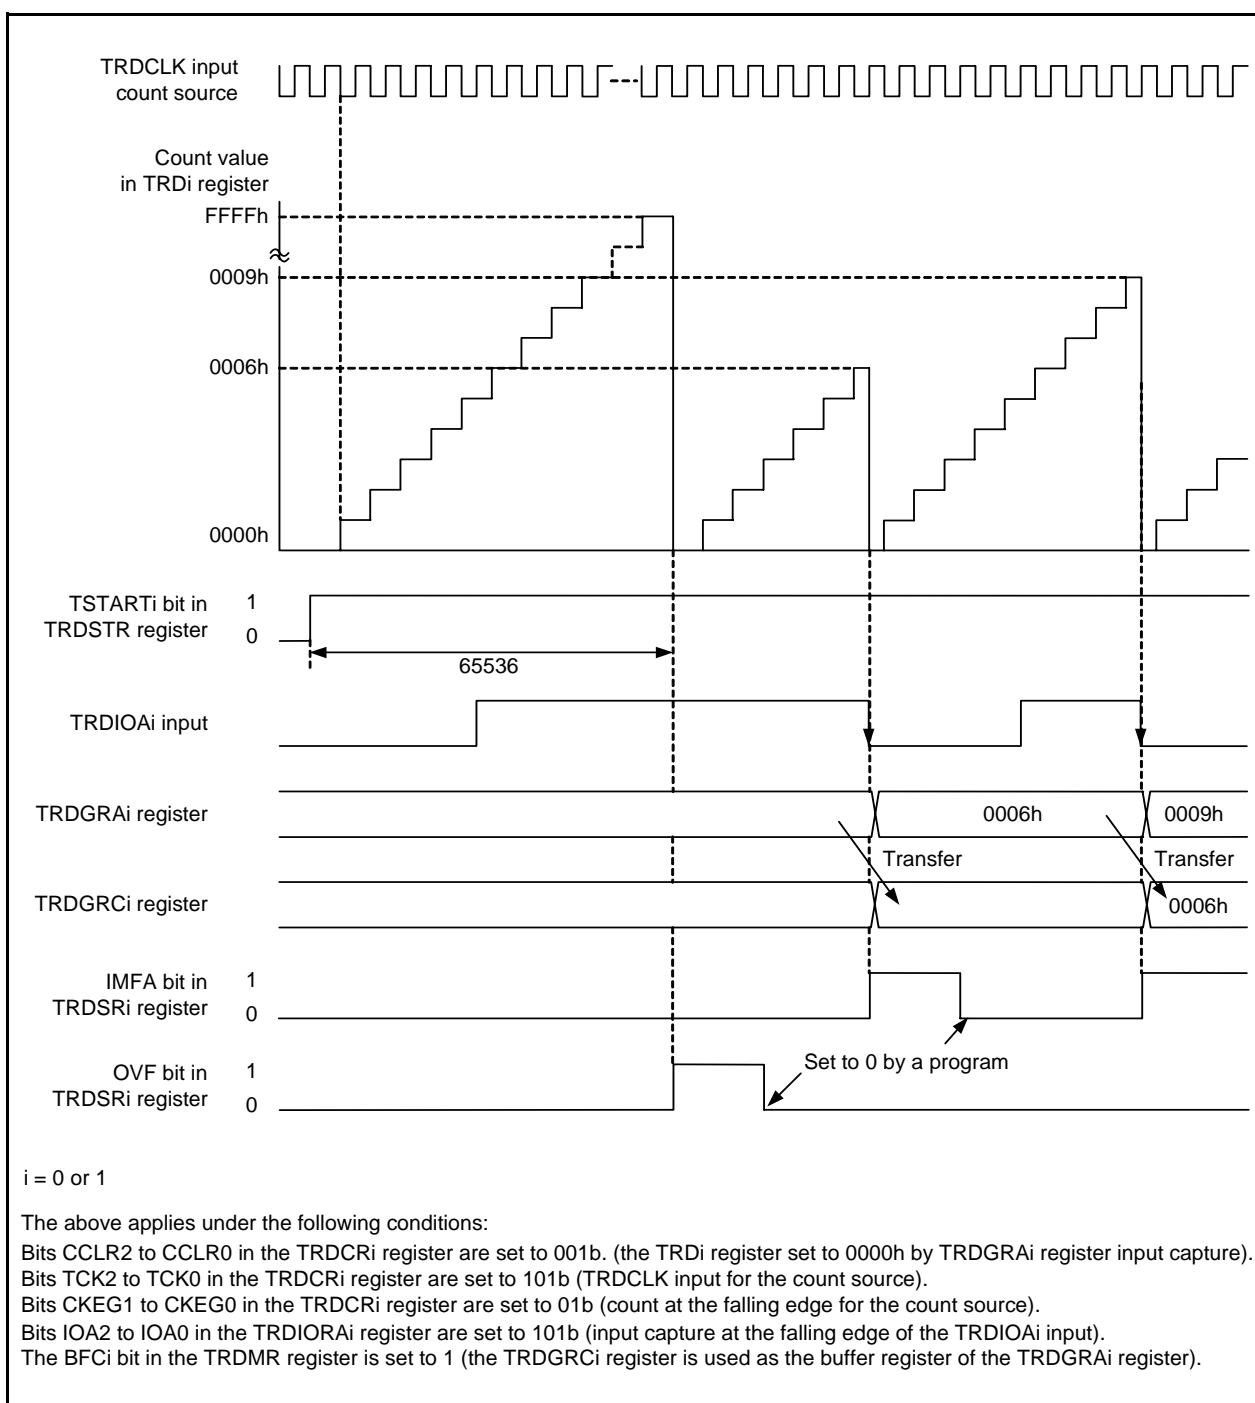 TRDCLK input
count source
Count value
in TRDi register
FFFFh
0009h
0006h
0000h
TSTARTi bit in
TRDSTR register
1
0
65536
TRDIOAi input
TRDGRAi register
0006h
0009h
Transfer
Transfer
TRDGRCi register
0006h
IMFA bit in
TRDSRi register
1
0
Set to 0 by a program
OVF bit in
TRDSRi register
1
0
i = 0 or 1
The above applies under the following conditions:
Bits CCLR2 to CCLR0 in the TRDCRi register are set to 001b. (the TRDi register set to 0000h by TRDGRAi register input capture).
Bits TCK2 to TCK0 in the TRDCRi register are set to 101b (TRDCLK input for the count source).
Bits CKEG1 to CKEG0 in the TRDCRi register are set to 01b (count at the falling edge for the count source).
Bits IOA2 to IOA0 in the TRDIORAi register are set to 101b (input capture at the falling edge of the TRDIOAi input).
The BFCi bit in the TRDMR register is set to 1 (the TRDGRCi register is used as the buffer register of the TRDGRAi register).